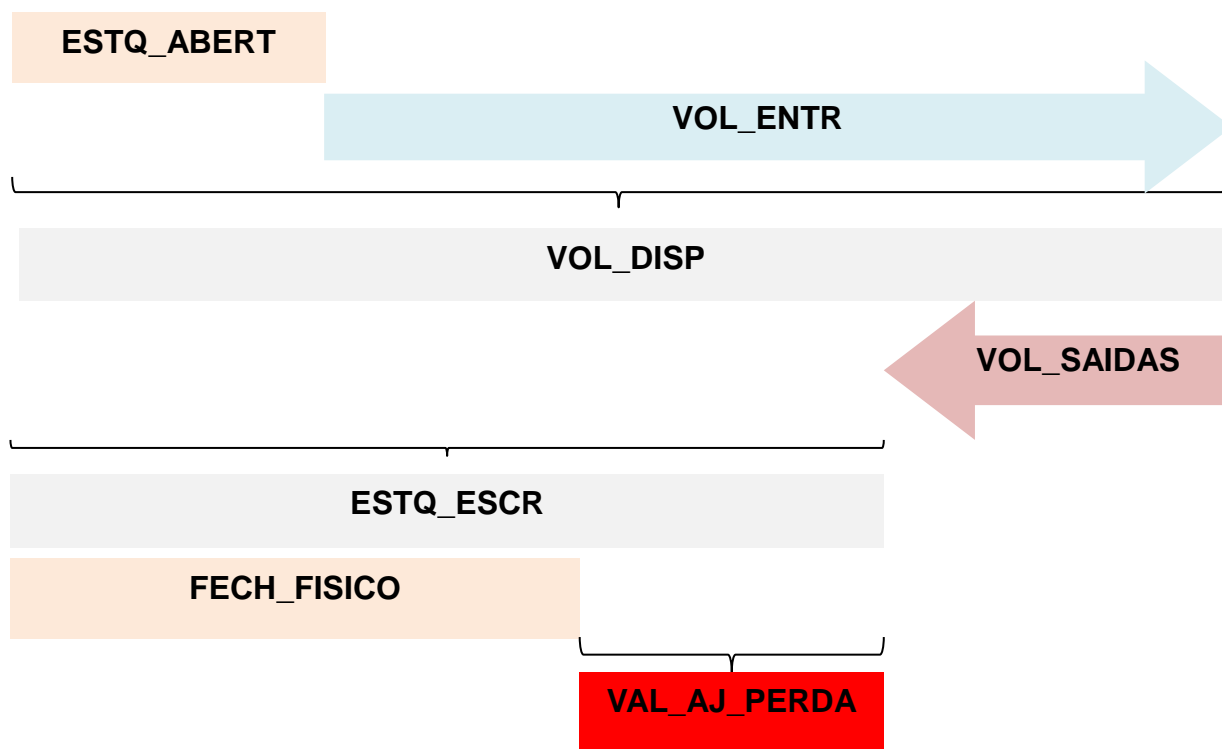 ESTQ_ABERT
VOL_ENTR
VOL_DISP
VOL_SAIDAS
ESTQ_ESCR
FECH_FISICO
VAL_AJ_PERDA